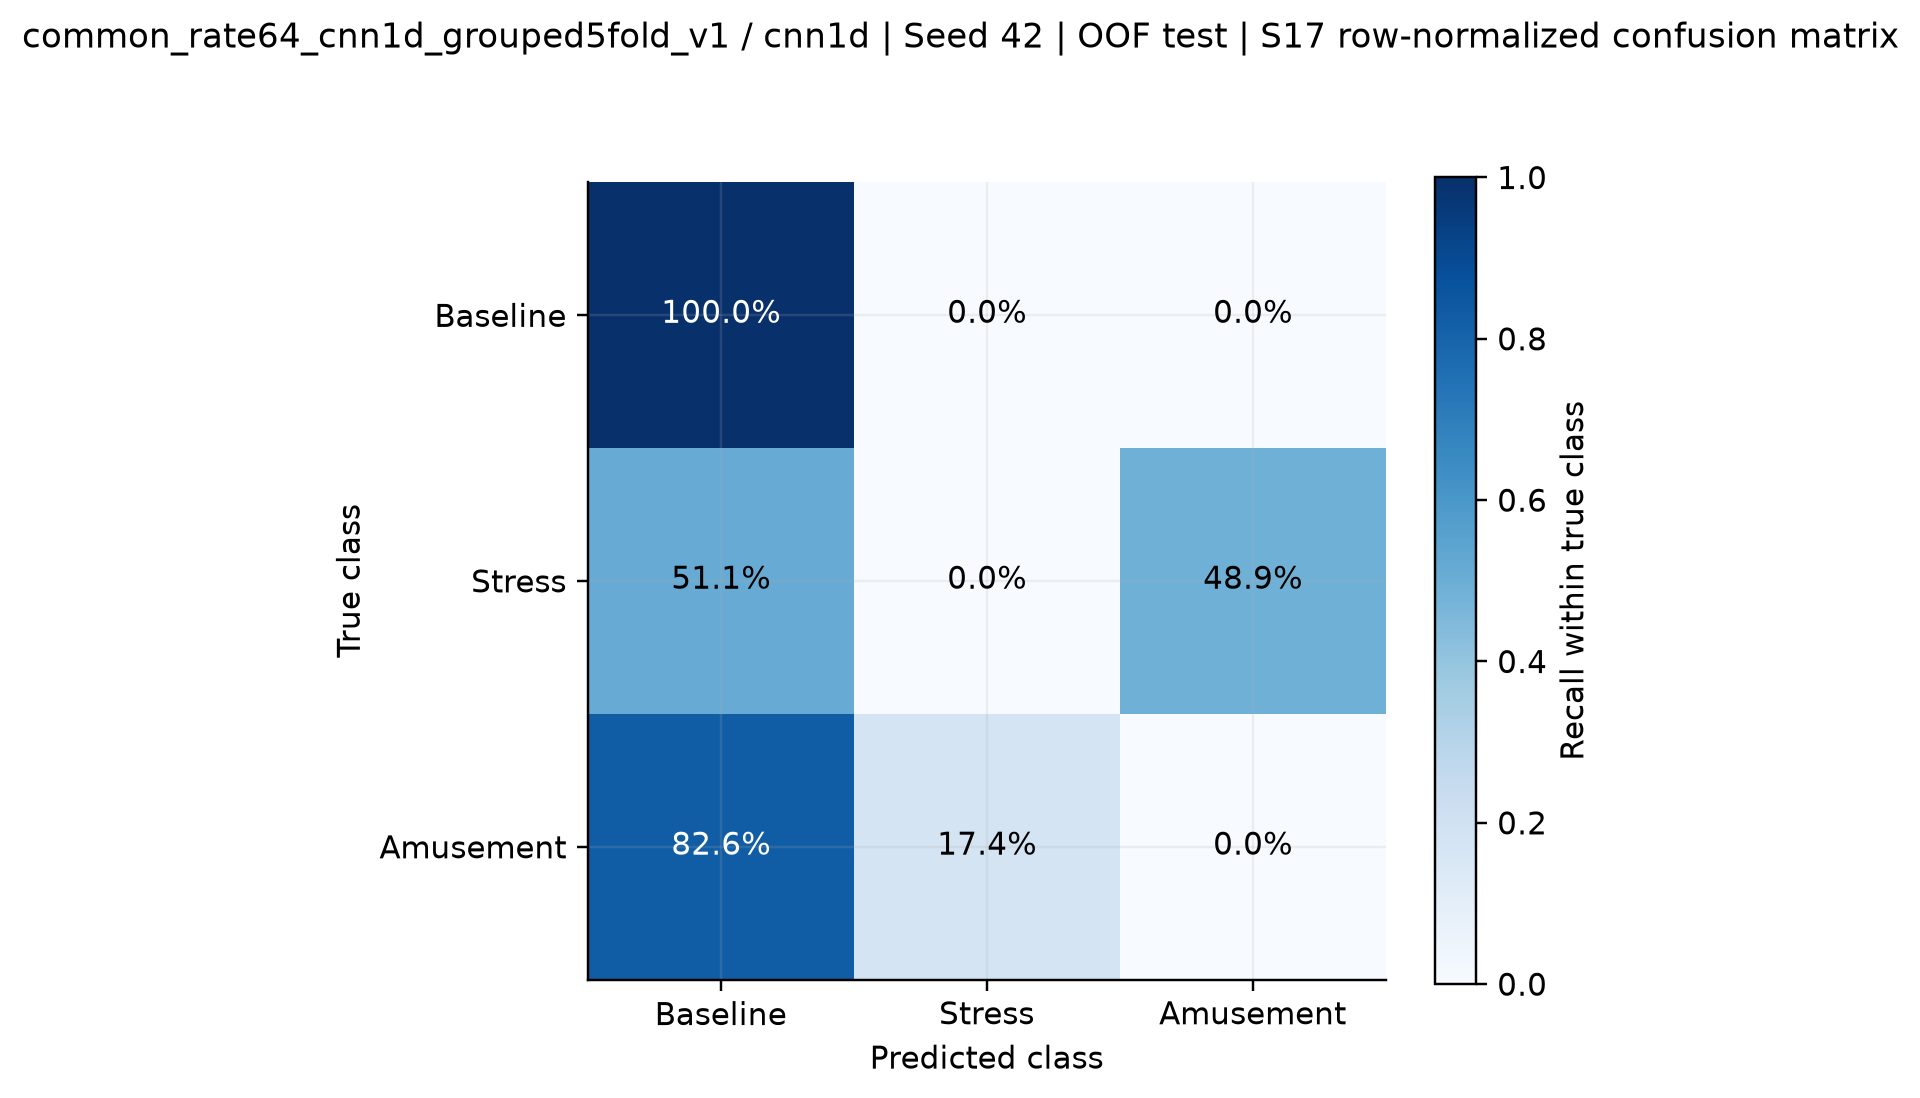 common_rate64_cnn1d_grouped5fold_v1 / cnn1d | Seed 42 | OOF test | S17 row-normalized confusion matrix
True class
Baseline 100.0% 0.0% 0.0%
Stress 51.1% 0.0% 48.9%
Amusement 82.6% 17.4% 0.0%
Baseline Stress Amusement
Predicted class
1.0
0.8
0.6
0.4
0.2
0.0
Recall within true class